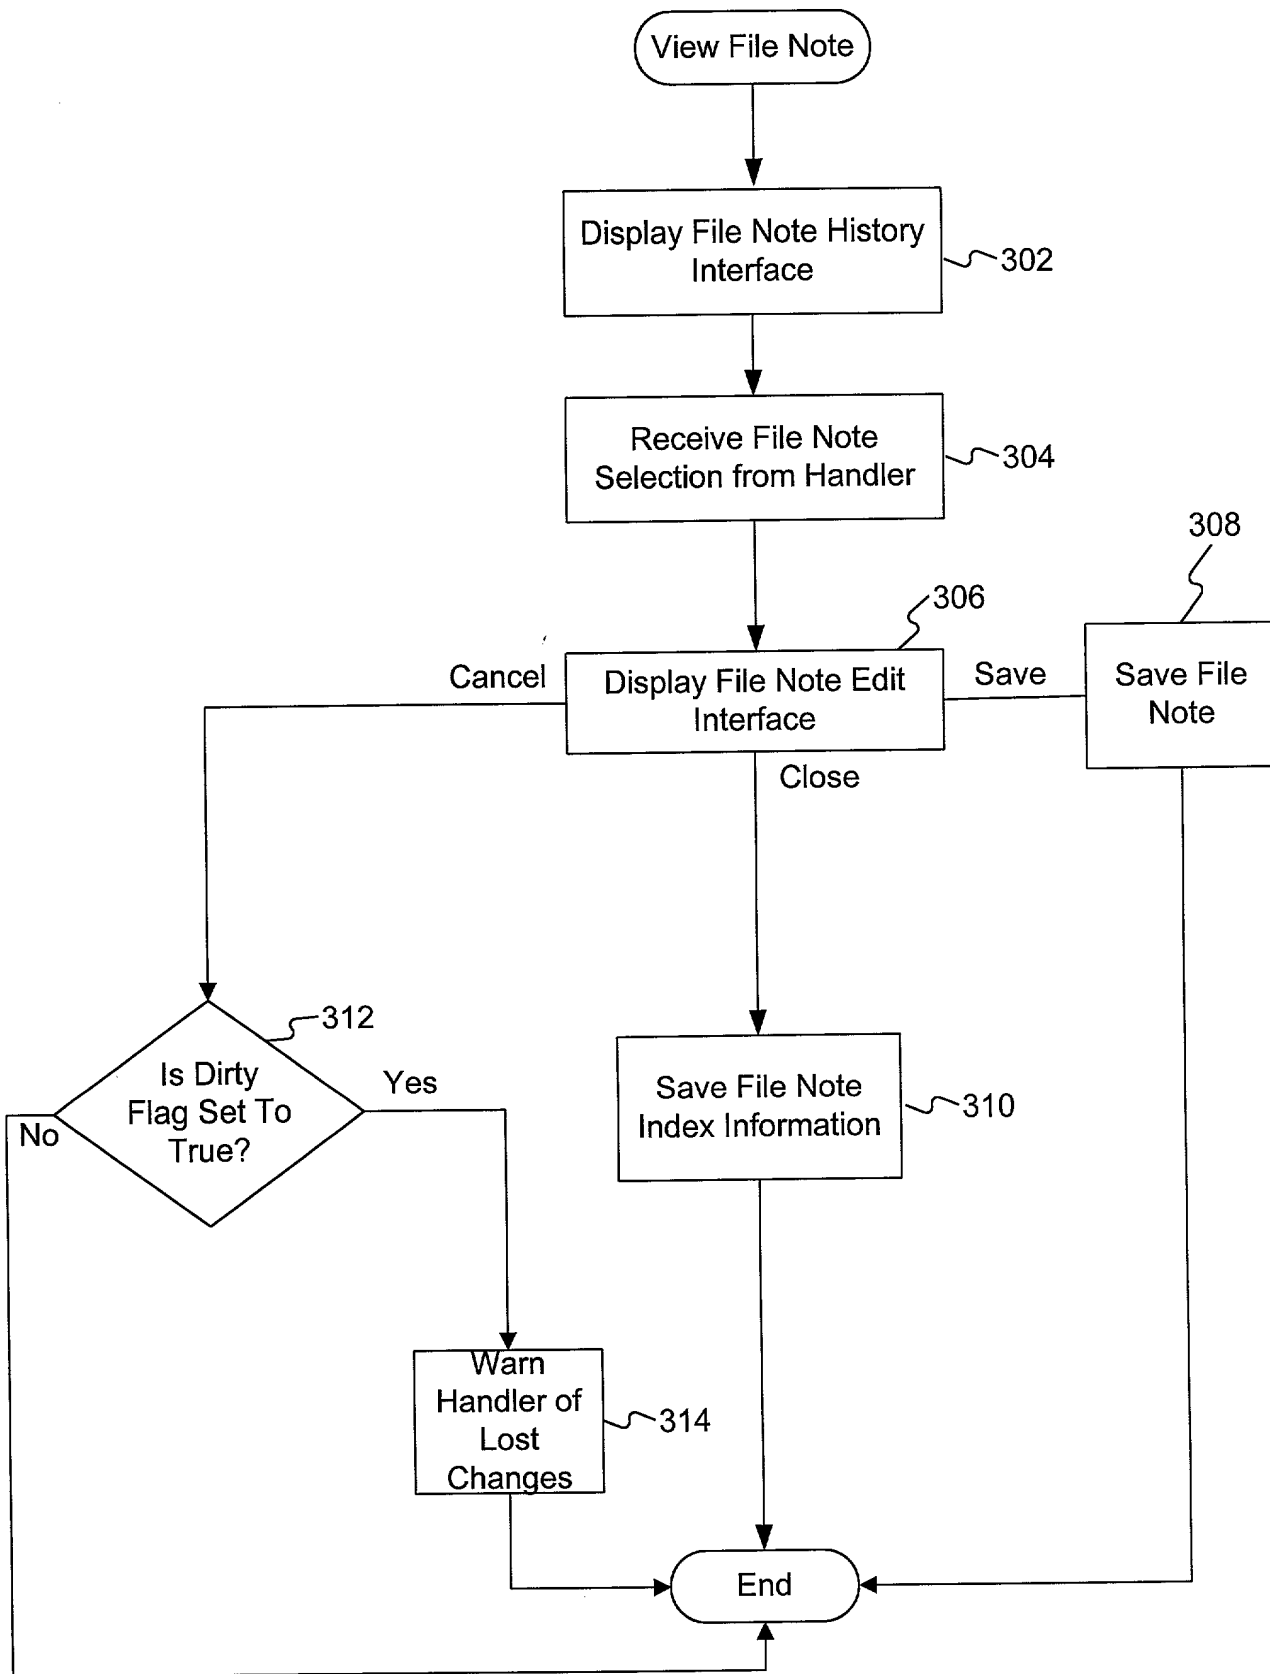 View File Note
Display File Note History
Interface
302
Receive File Note
Selection from Handler
304
308
306
Cancel
Display File Note Edit
Interface
Save
Save File
Note
Close
312
Is Dirty
Flag Set To
True?
Yes
No
Save File Note
Index Information
310
Warn
Handler of
Lost
Changes
314
End